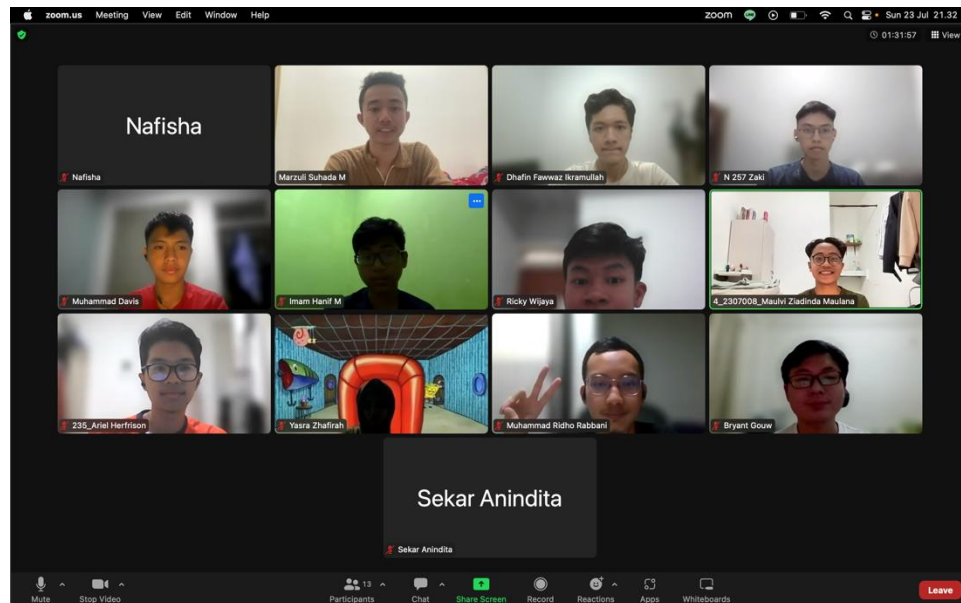 zoom.us Meeting View Edit Window Help
zoom Sun 23 Jul 21.32
01:31:57 View
Nafisha
Nafisha
Marzuli Suhada M
Dhafin Fawwaz Ikramullah
N 257 Zaki
Muhammad Davis
Imam Hanif M
Ricky Wijaya
4_2307008_Maulvi Ziadinda Maulana
235_Ariel Herfrison
Yasra Zhafirah
Muhammad Ridho Rabbani
Bryant Gouw
Sekar Anindita
Sekar Anindita
Mute Stop Video Participants 13 Chat Share Screen Record Reactions Apps Whiteboards Leave